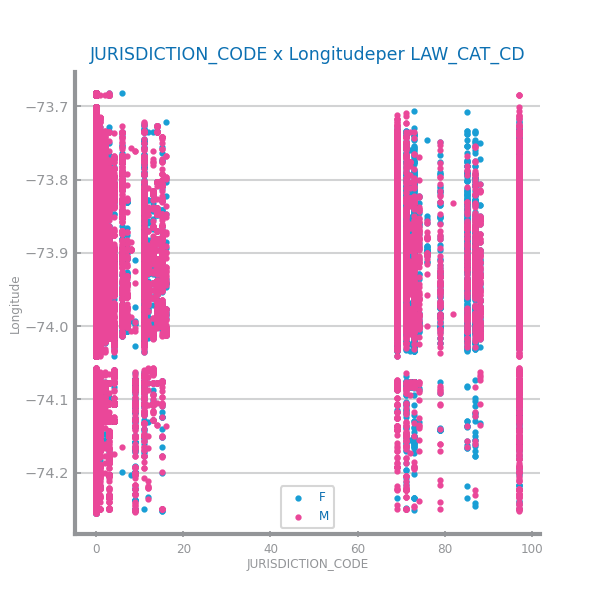 JURISDICTION_CODE x Longitudeper LAW_CAT_CD
−73.7
−73.8
−73.9
−74.0
−74.1
−74.2
Longitude
F
M
0 20 40 60 80 100
JURISDICTION_CODE